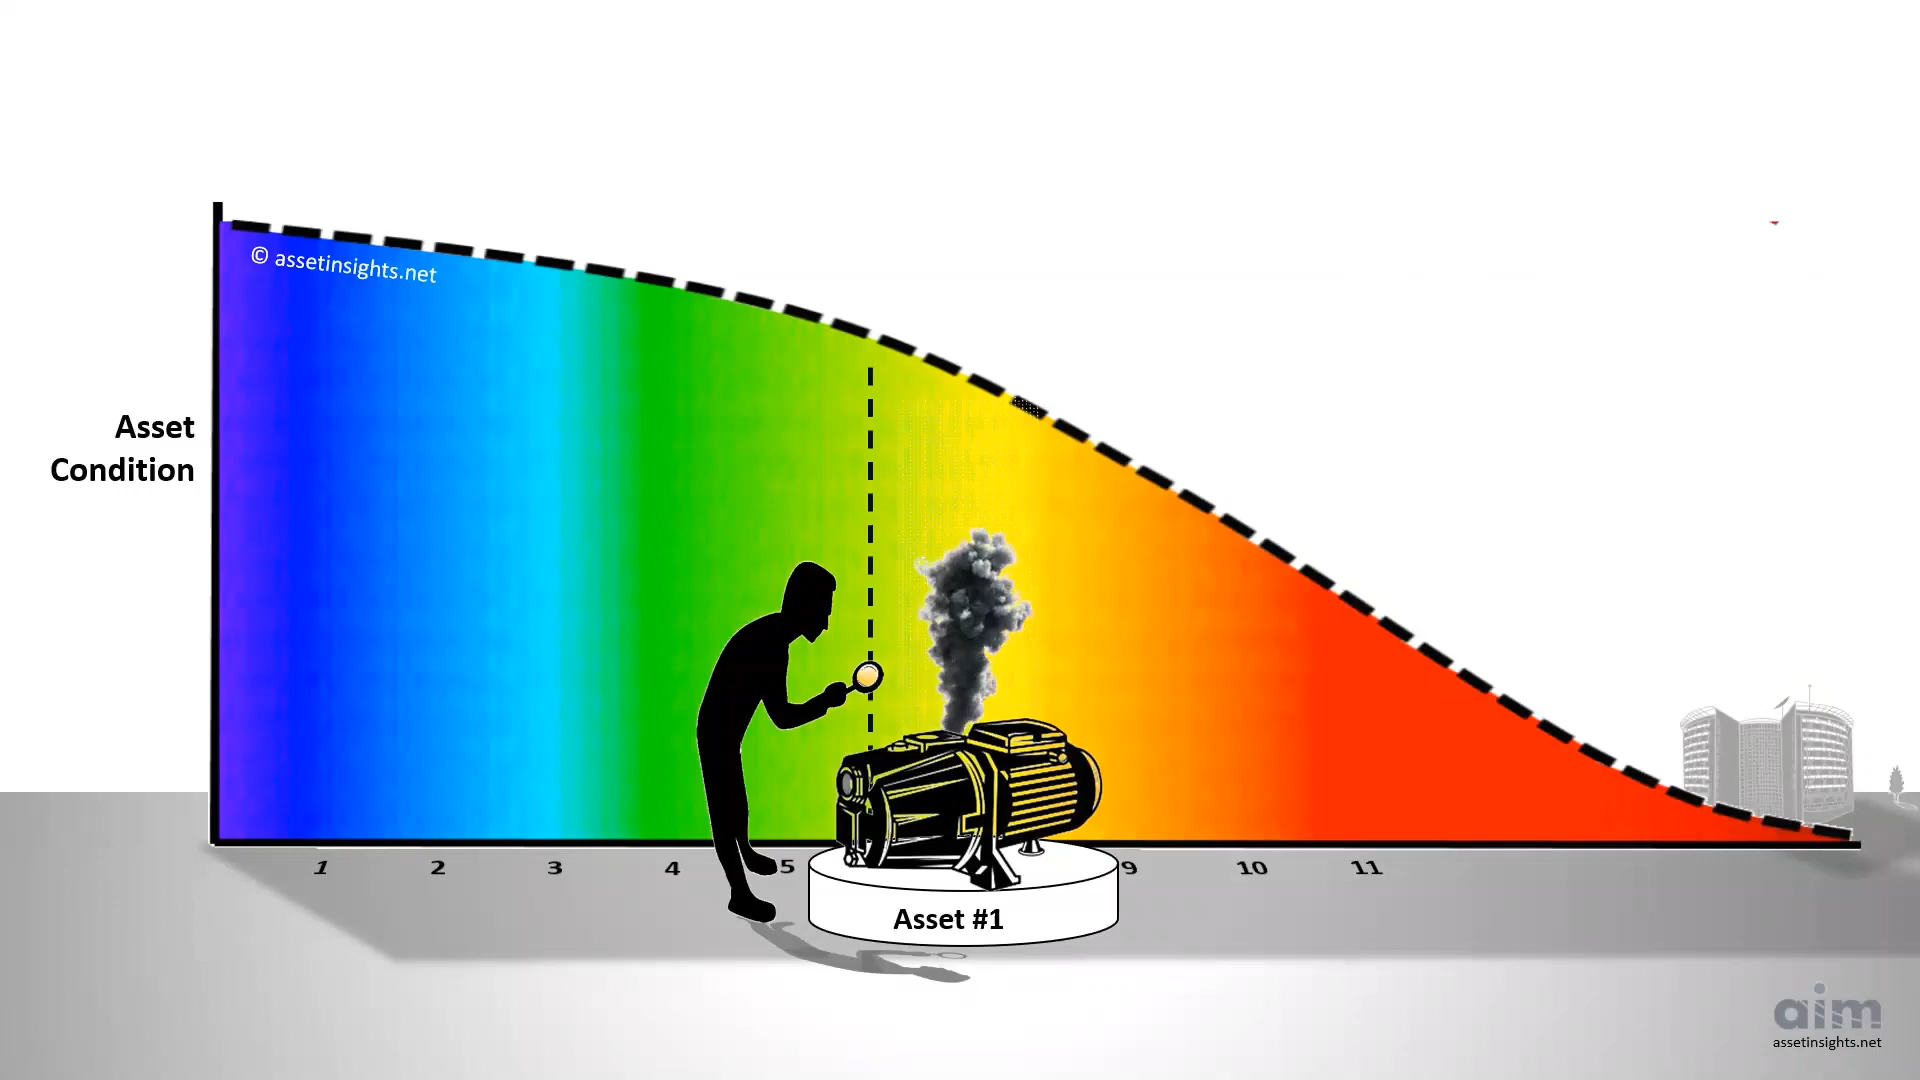 © assetinsights.net
Asset
Condition
1 2 3 4 5 9 10 11
Asset #1
aim
assetinsights.net